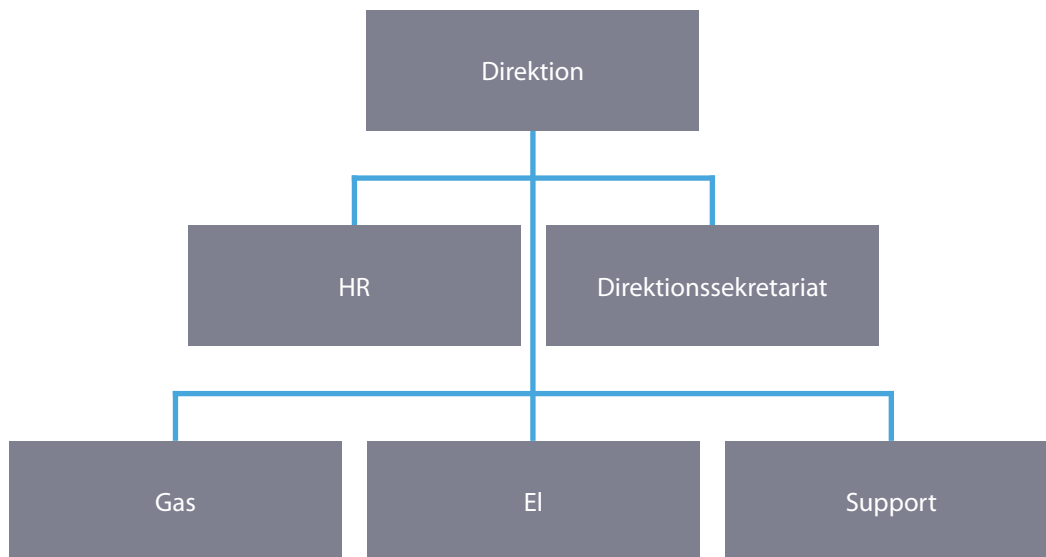 Direktion
HR
Direktionssekretariat
Gas
El
Support